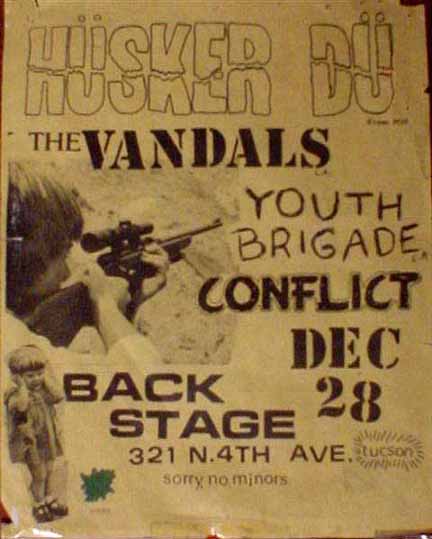 HÜSKER DÜ
THE VANDALS
YOUTH
BRIGADE
CONFLICT
DEC
28
BACK
STAGE
321 N.4TH AVE.
tucson
sorry, no minors